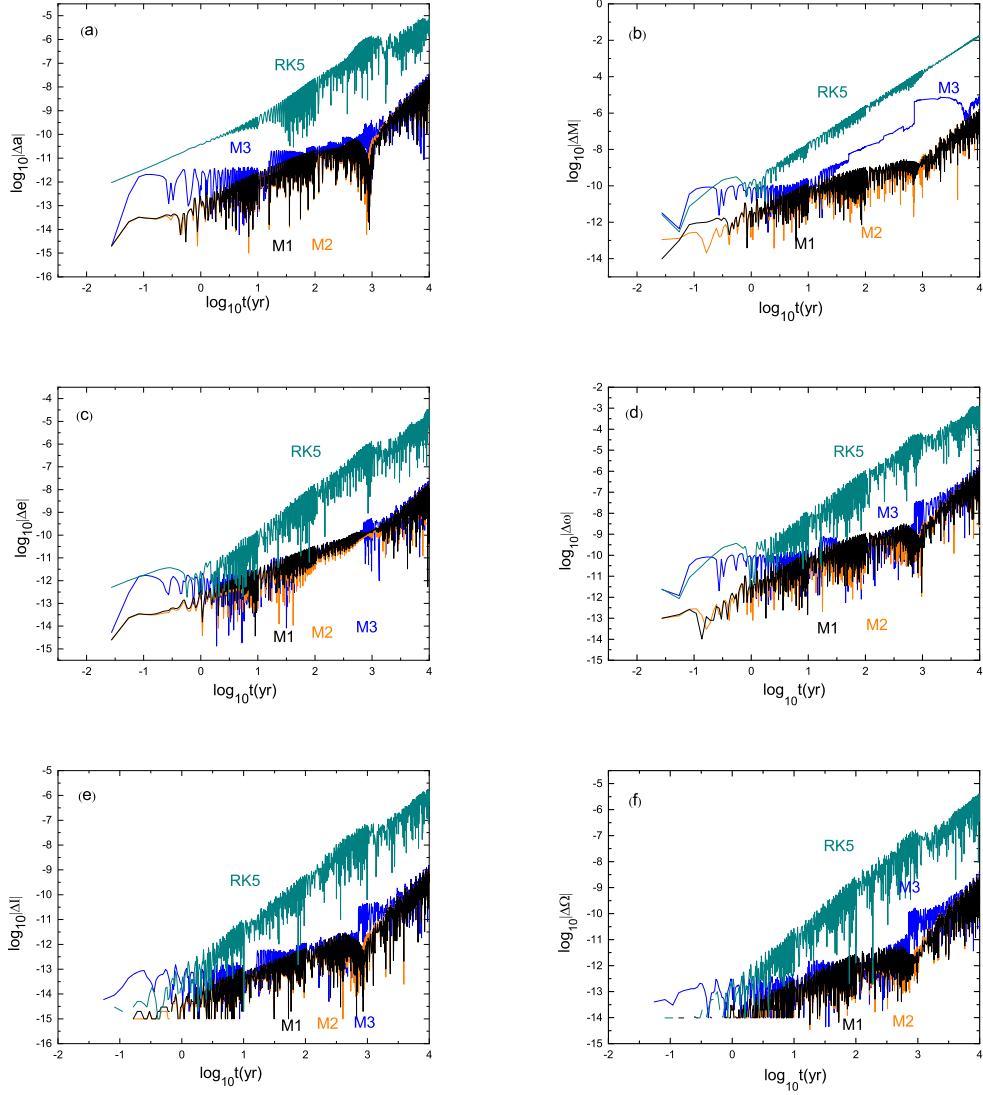 (a)
log10|Δa|
-5
-6
-7
-8
-9
-10
-11
-12
-13
-14
-15
-16
RK5
M3
M1
M2
-2 -1 0 1 2 3 4
log10t(yr)
(b)
log10|ΔM|
0
-2
-4
-6
-8
-10
-12
-14
RK5
M3
M1
M2
-2 -1 0 1 2 3 4
log10t(yr)
(c)
log10|Δe|
-4
-5
-6
-7
-8
-9
-10
-11
-12
-13
-14
-15
RK5
M1
M2
M3
-2 -1 0 1 2 3 4
log10t(yr)
(d)
log10|Δω|
-2
-3
-4
-5
-6
-7
-8
-9
-10
-11
-12
-13
-14
-15
RK5
M3
M1
M2
-2 -1 0 1 2 3 4
log10t(yr)
(e)
log10|ΔI|
-5
-6
-7
-8
-9
-10
-11
-12
-13
-14
-15
-16
RK5
M1
M2
M3
-2 -1 0 1 2 3 4
log10t(yr)
(f)
log10|ΔΩ|
-5
-6
-7
-8
-9
-10
-11
-12
-13
-14
-15
RK5
M3
M1
M2
-2 -1 0 1 2 3 4
log10t(yr)